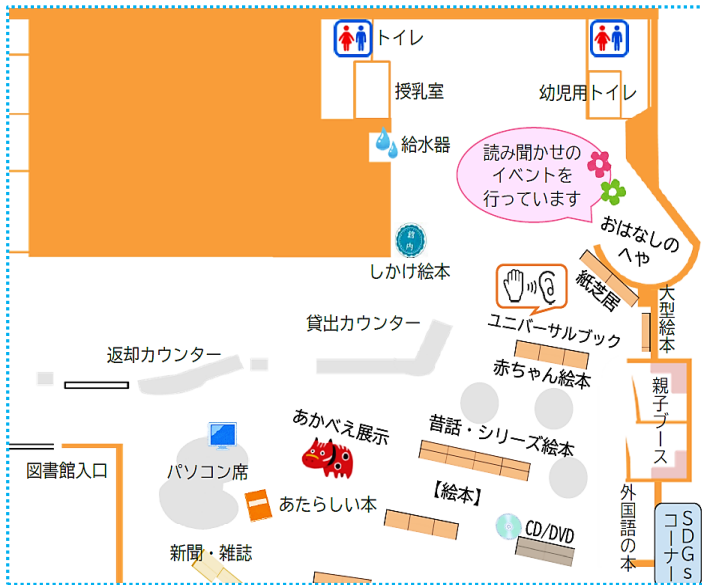 トイレ
授乳室
幼児用トイレ
給水器
読み聞かせの
イベントを
行っています
おはなしの
へや
館
内
しかけ絵本
紙芝居
大型絵本
ユニバーサルブック
貸出カウンター
返却カウンター
赤ちゃん絵本
親子ブース
あかべえ展示
昔話・シリーズ絵本
図書館入口
パソコン席
あたらしい本
【絵本】
CD/DVD
外国語の本
SDGs
コーナー
新聞・雑誌